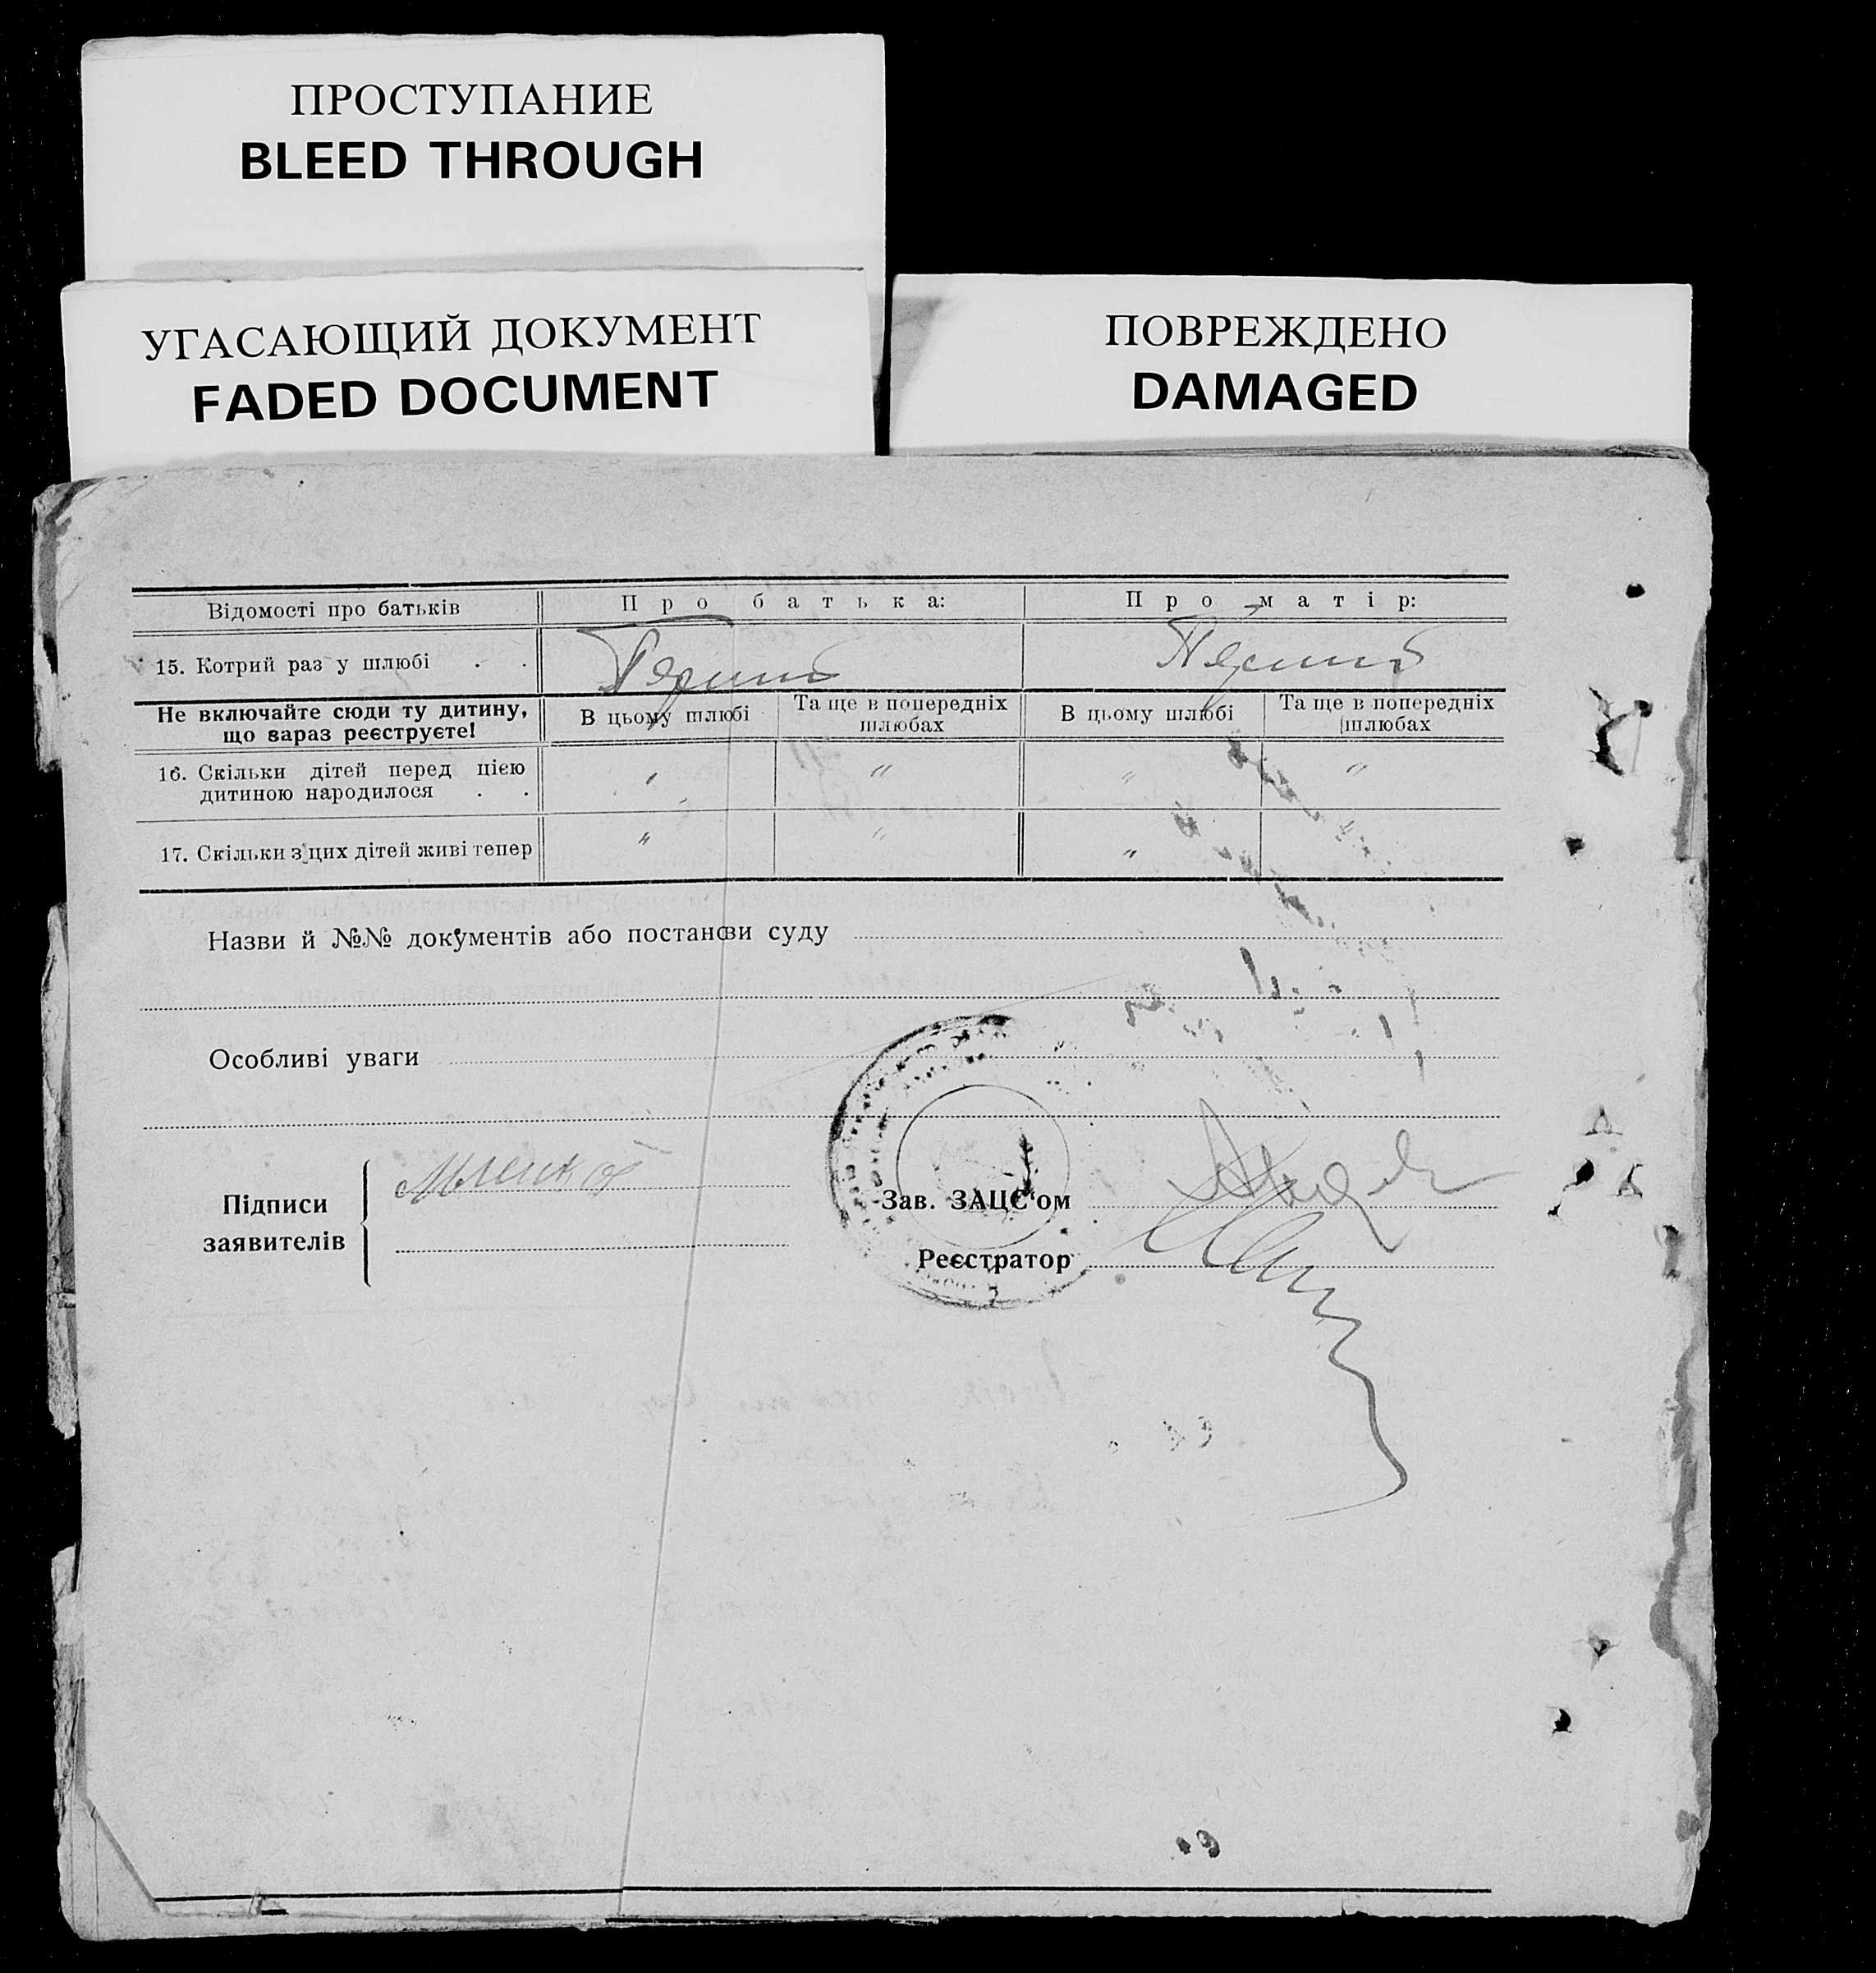 ПРОСТУПАНИЕ
BLEED THROUGH
УГАСАЮЩИЙ ДОКУМЕНТ
FADED DOCUMENT
ПОВРЕЖДЕНО
DAMAGED
Відомості про батьків Про батька: Про матір:
15. Котрий раз у шлюбі . . Перший Перший
Не включайте сюди ту дитину, що вараз реєструєте! В цьому шлюбі Та ще в попередніх шлюбах В цьому шлюбі Та ще в попередніх шлюбах
16. Скільки дітей перед цією дитиною народилося . . " " " "
17. Скільки з цих дітей живі тепер " " "
Назви й №№ документів або постанови суду
Особливі уваги
Підписи заявителів
Зав. ЗАЦС'ом
Реєстратор